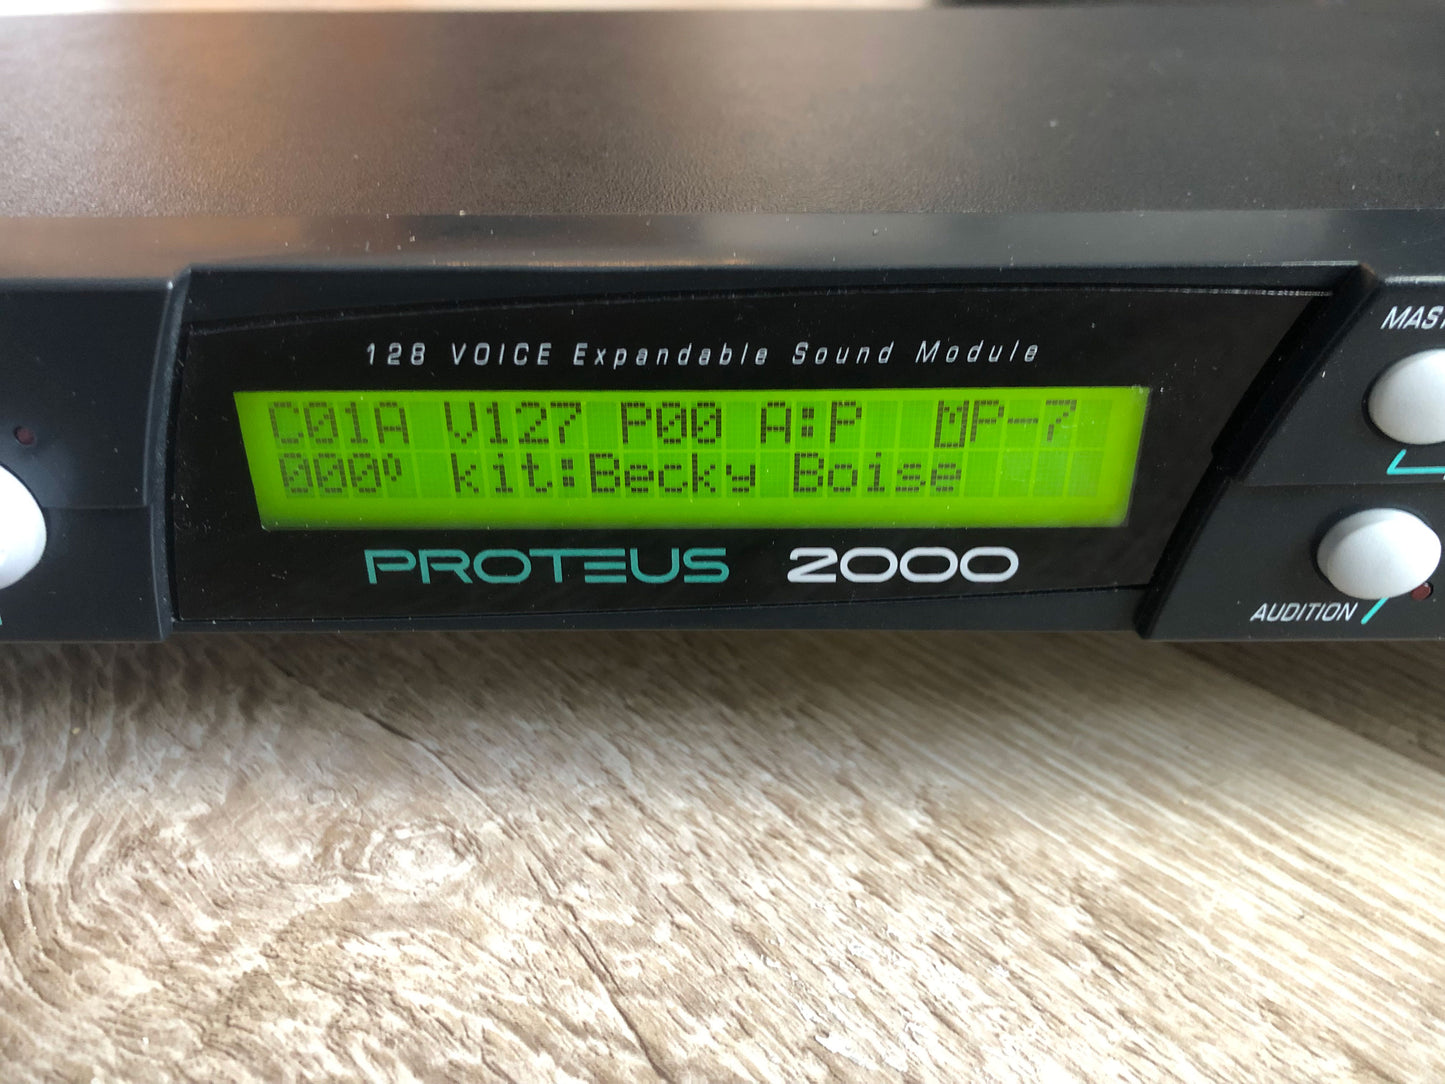 128 VOICE Expandable Sound Module
C01A V127 P00 A:P MP-7
000⁰ kit:Becky Boise
PROTEUS 2000
MAST
AUDITION